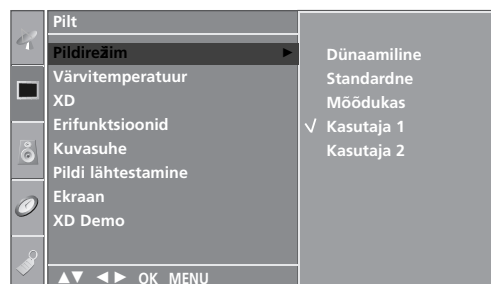 Pilt
Pildirežim
Värvitemperatuur
XD
Erifunktsioonid
Kuvasuhe
Pildi lähtestamine
Ekraan
XD Demo
Dünaamiline
Standardne
Mõõdukas
√ Kasutaja 1
Kasutaja 2
▲▼ ◄► OK MENU